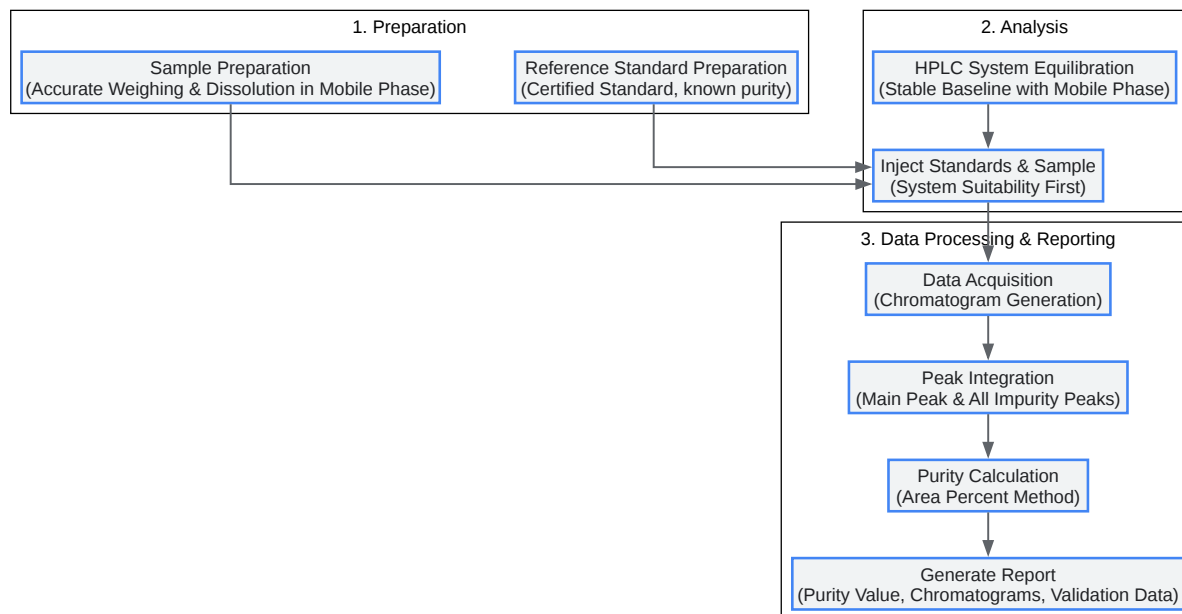 1. Preparation
Sample Preparation
(Accurate Weighing & Dissolution in Mobile Phase)
Reference Standard Preparation
(Certified Standard, known purity)
2. Analysis
HPLC System Equilibration
(Stable Baseline with Mobile Phase)
Inject Standards & Sample
(System Suitability First)
3. Data Processing & Reporting
Data Acquisition
(Chromatogram Generation)
Peak Integration
(Main Peak & All Impurity Peaks)
Purity Calculation
(Area Percent Method)
Generate Report
(Purity Value, Chromatograms, Validation Data)